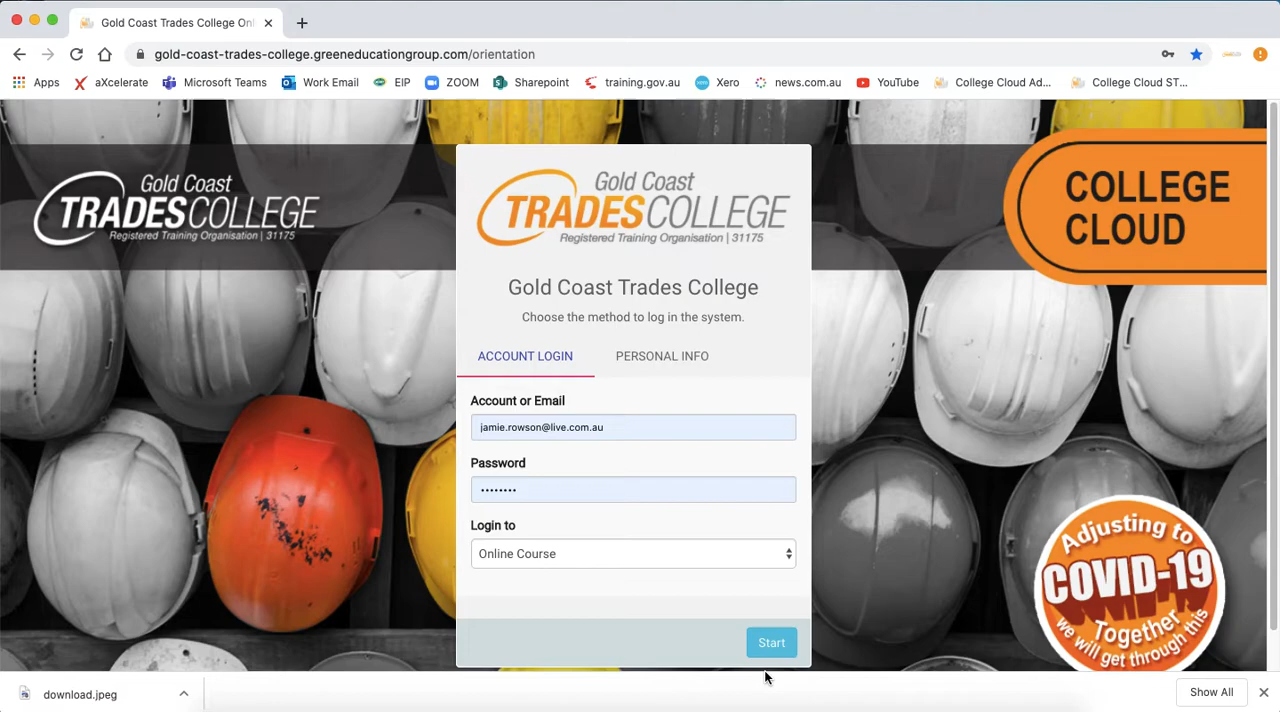 Gold Coast Trades College Onl
gold-coast-trades-college.greeneducationgroup.com/orientation
Apps
aXcelerate
Microsoft Teams
Work Email
EIP
ZOOM
Sharepoint
training.gov.au
Xero
news.com.au
YouTube
College Cloud Ad...
College Cloud ST...
Gold Coast
TRADESCOLLEGE
Registered Training Organisation | 31175
Gold Coast
TRADESCOLLEGE
Registered Training Organisation | 31175
COLLEGE
CLOUD
Gold Coast Trades College
Choose the method to log in the system.
ACCOUNT LOGIN
PERSONAL INFO
Account or Email
jamie.rowson@live.com.au
Password
••••••••
Login to
Online Course
Start
Adjusting to
COVID-19
Together
we will get through this
download.jpeg
Show All